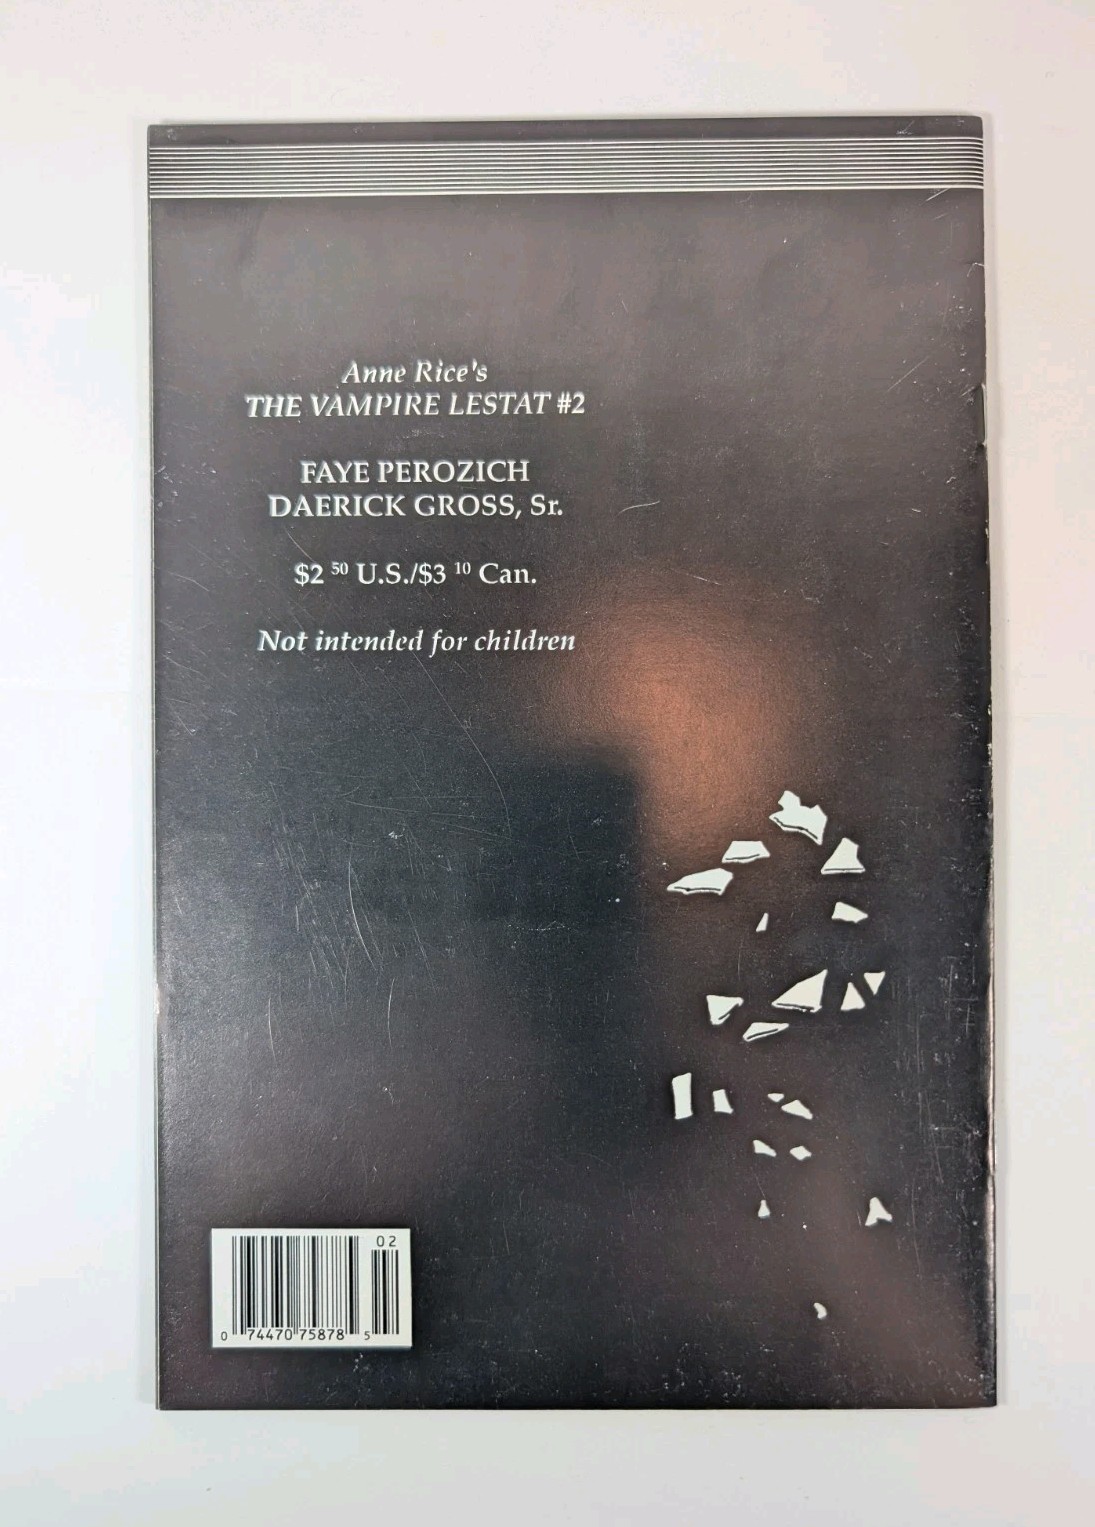 Anne Rice's
THE VAMPIRE LESTAT #2
FAYE PEROZICH
DAERICK GROSS, Sr.
$2 50 U.S./$3 10 Can.
Not intended for children
02
0 74470 75878 5